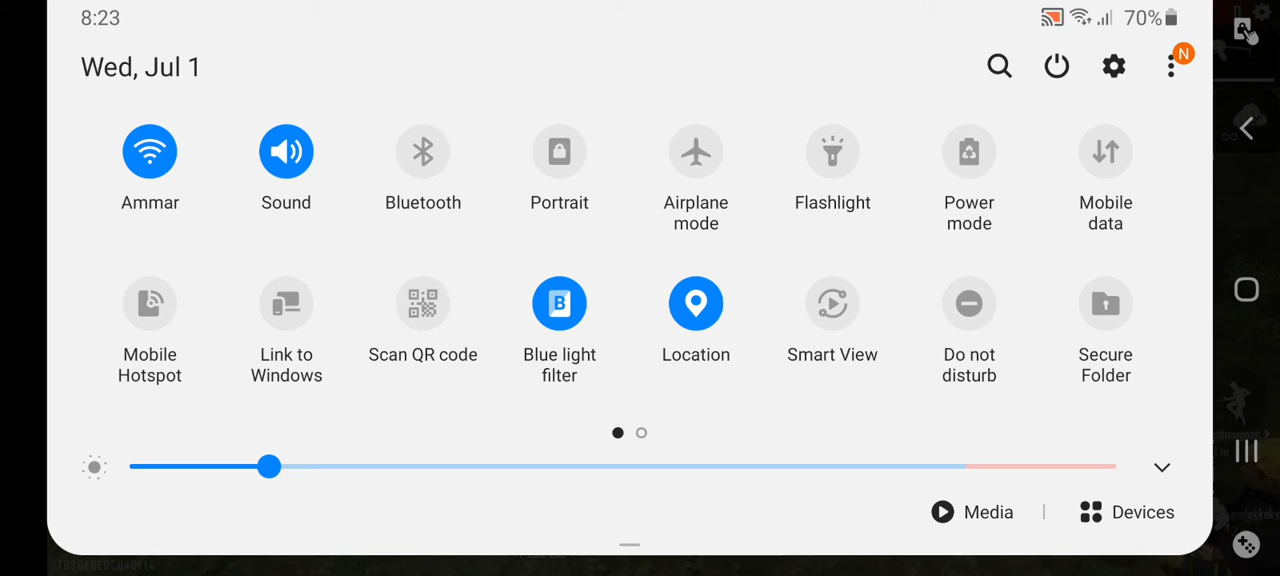 8:23
70%
Wed, Jul 1
N
Ammar
Sound
Bluetooth
Portrait
Airplane
mode
Flashlight
Power
mode
Mobile
data
Mobile
Hotspot
Link to
Windows
Scan QR code
B
Blue light
filter
Location
Smart View
Do not
disturb
Secure
Folder
Media
Devices